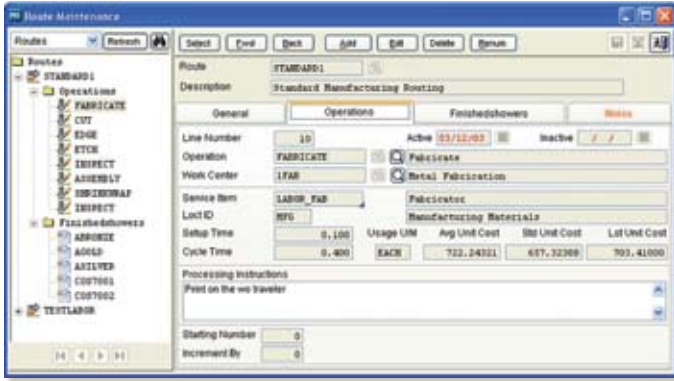 Route Maintenance
Routes Refresh Select Fwd Back Add Edit Delete Renum
Routes
STANDARD1
Operations
FABRICATE
CUT
EDGE
ETCH
INSPECT
ASSEMBLY
SHRINKWRAP
INSPECT
Finishedshowers
ABRONZE
AGOLD
ASILVER
COST001
COST002
TESTLABOR
Route STANDARD1
Description Standard Manufacturing Routing
General Operations Finishedshowers Notes
Line Number 10 Active 03/12/03 Inactive / /
Operation FABRICATE Fabricate
Work Center 1FAB Metal Fabrication
Service Item LABOR_FAB Fabricator
Loct ID MFG Manufacturing Materials
Setup Time 0.100 Usage U/M Avg Unit Cost Std Unit Cost Lst Unit Cost
Cycle Time 0.400 EACH 722.24321 657.32308 703.41000
Processing Instructions
Print on the wo traveler
Starting Number 0
Increment By 0